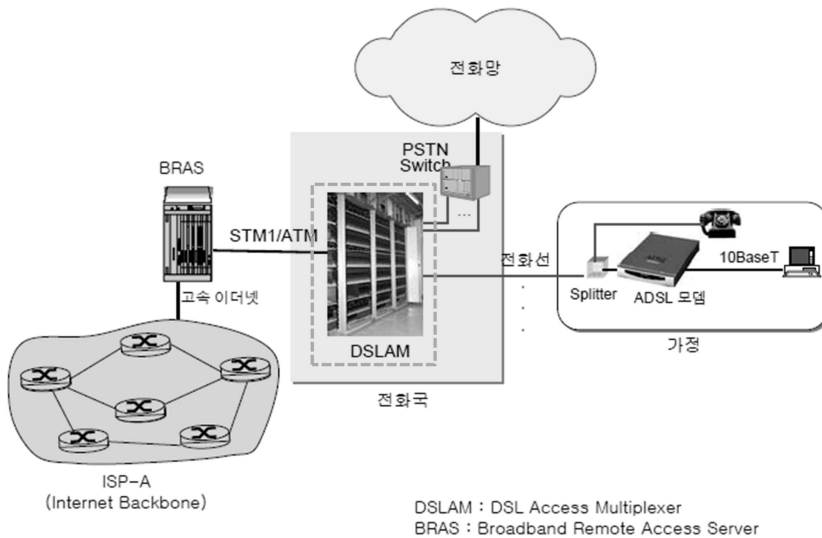 전화망
PSTN
Switch
BRAS
...
STM1/ATM
전화선
10BaseT
고속 이더넷
Splitter
ADSL 모뎀
DSLAM
가정
전화국
ISP-A
(Internet Backbone)
DSLAM : DSL Access Multiplexer
BRAS : Broadband Remote Access Server